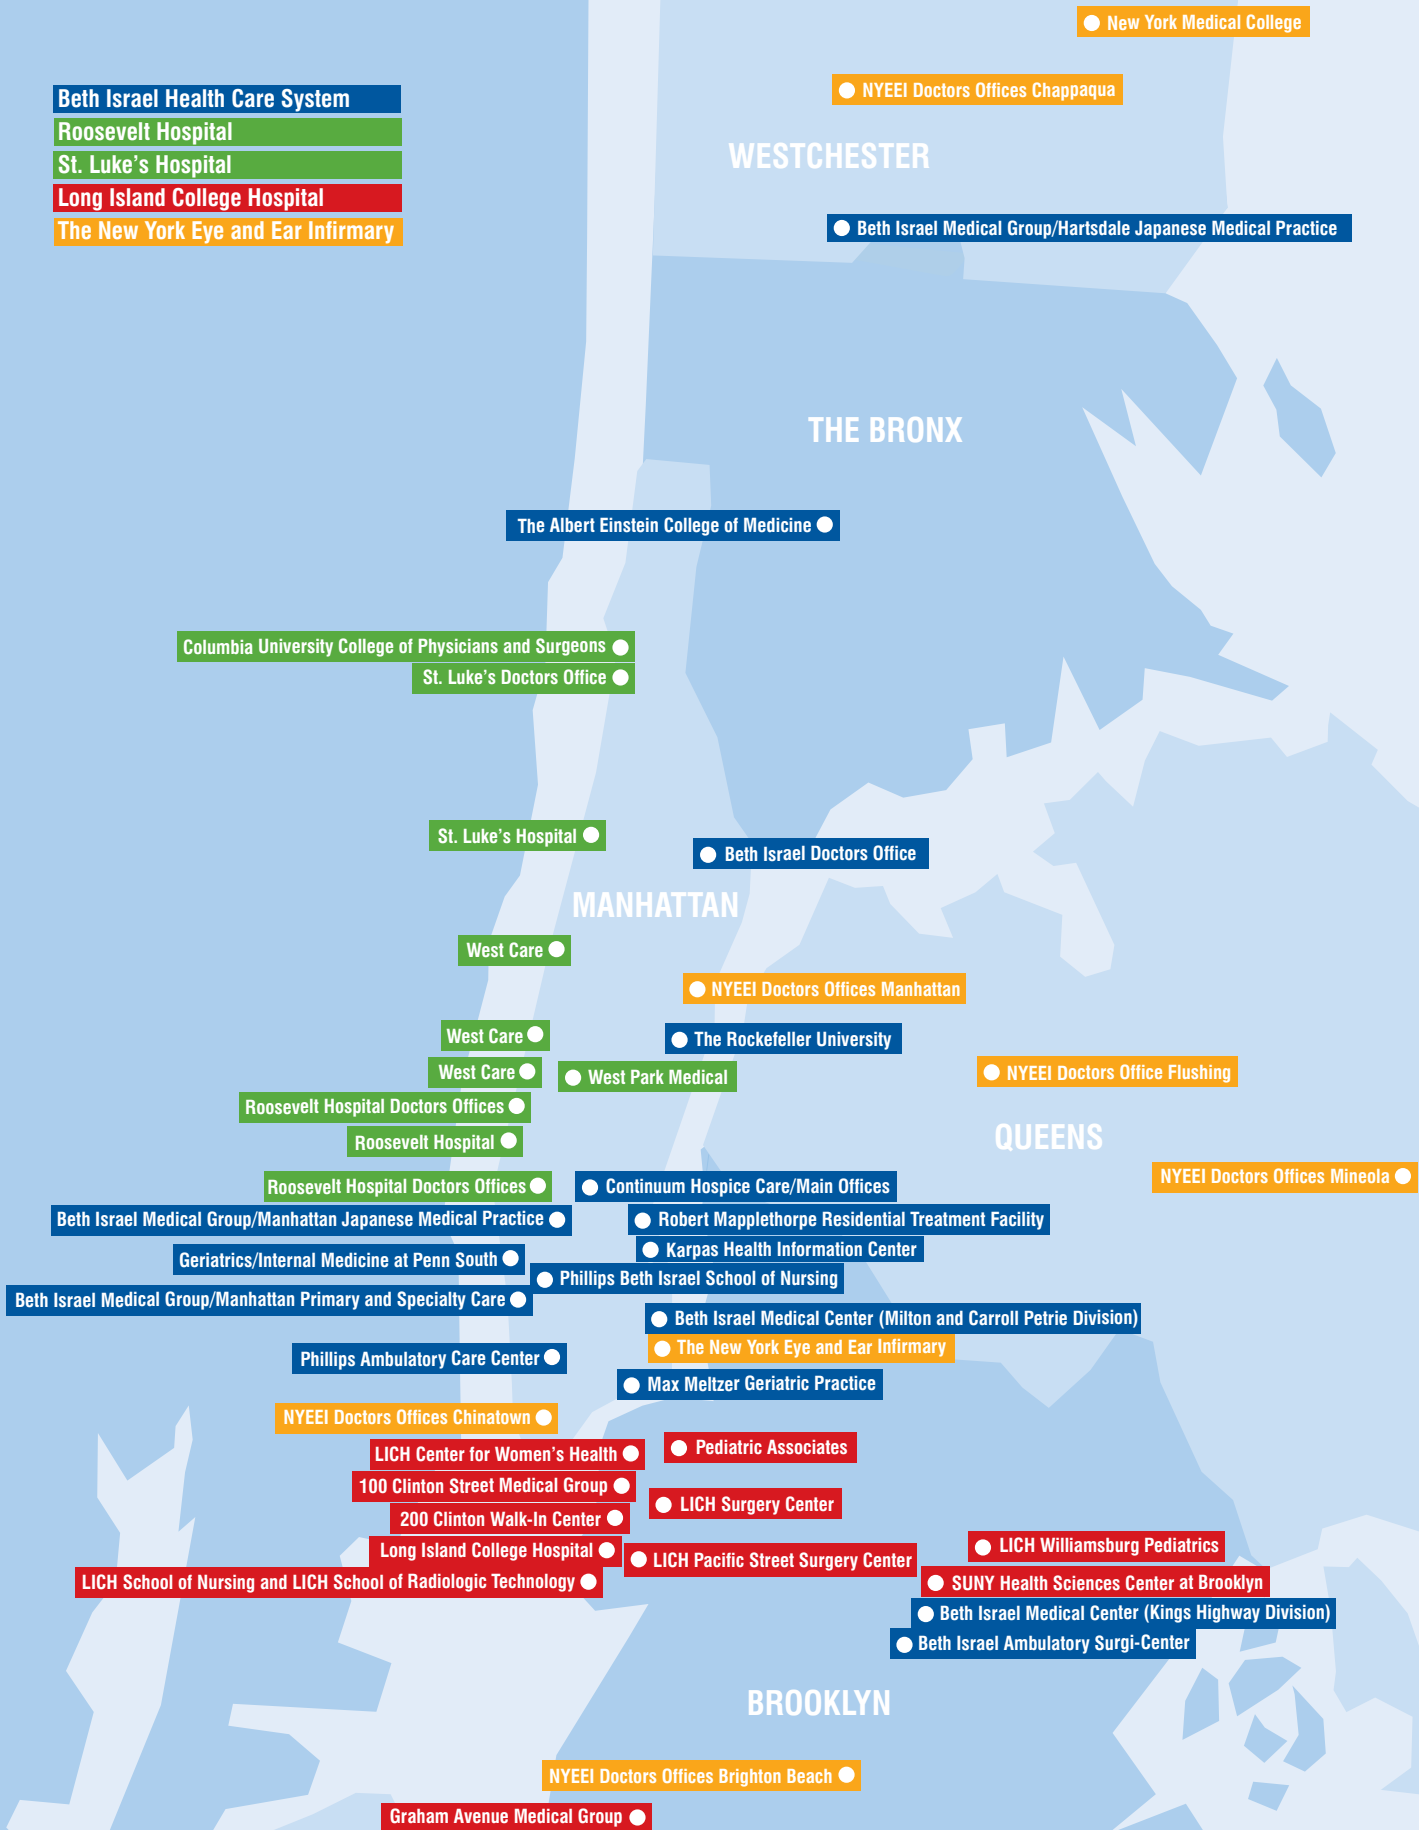 New York Medical College
NYEEI Doctors Offices Chappaqua
Beth Israel Health Care System
Roosevelt Hospital
St. Luke's Hospital
Long Island College Hospital
The New York Eye and Ear Infirmary
WESTCHESTER
Beth Israel Medical Group/Hartsdale Japanese Medical Practice
THE BRONX
The Albert Einstein College of Medicine
Columbia University College of Physicians and Surgeons
St. Luke's Doctors Office
St. Luke's Hospital
Beth Israel Doctors Office
MANHATTAN
West Care
NYEEI Doctors Offices Manhattan
West Care
The Rockefeller University
West Care
West Park Medical
NYEEI Doctors Office Flushing
Roosevelt Hospital Doctors Offices
Roosevelt Hospital
QUEENS
NYEEI Doctors Offices Mineola
Roosevelt Hospital Doctors Offices
Continuum Hospice Care/Main Offices
Beth Israel Medical Group/Manhattan Japanese Medical Practice
Robert Mapplethorpe Residential Treatment Facility
Karpas Health Information Center
Geriatrics/Internal Medicine at Penn South
Phillips Beth Israel School of Nursing
Beth Israel Medical Group/Manhattan Primary and Specialty Care
Beth Israel Medical Center (Milton and Carroll Petrie Division)
The New York Eye and Ear Infirmary
Phillips Ambulatory Care Center
Max Meltzer Geriatric Practice
NYEEI Doctors Offices Chinatown
LICH Center for Women's Health
Pediatric Associates
100 Clinton Street Medical Group
LICH Surgery Center
200 Clinton Walk-In Center
Long Island College Hospital
LICH Pacific Street Surgery Center
LICH Williamsburg Pediatrics
LICH School of Nursing and LICH School of Radiologic Technology
SUNY Health Sciences Center at Brooklyn
Beth Israel Medical Center (Kings Highway Division)
Beth Israel Ambulatory Surgi-Center
BROOKLYN
NYEEI Doctors Offices Brighton Beach
Graham Avenue Medical Group